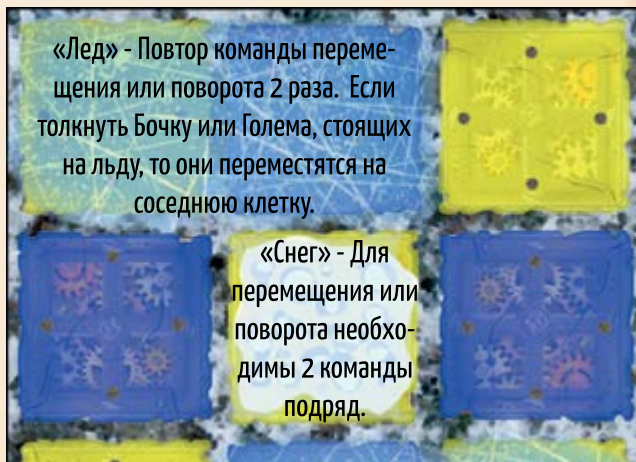 «Лед» - Повтор команды переме-
щения или поворота 2 раза. Если
толкнуть Бочку или Голема, стоящих
на льду, то они переместятся на
соседнюю клетку.
«Снег» - Для
перемещения или
поворота необхо-
димы 2 команды
подряд.